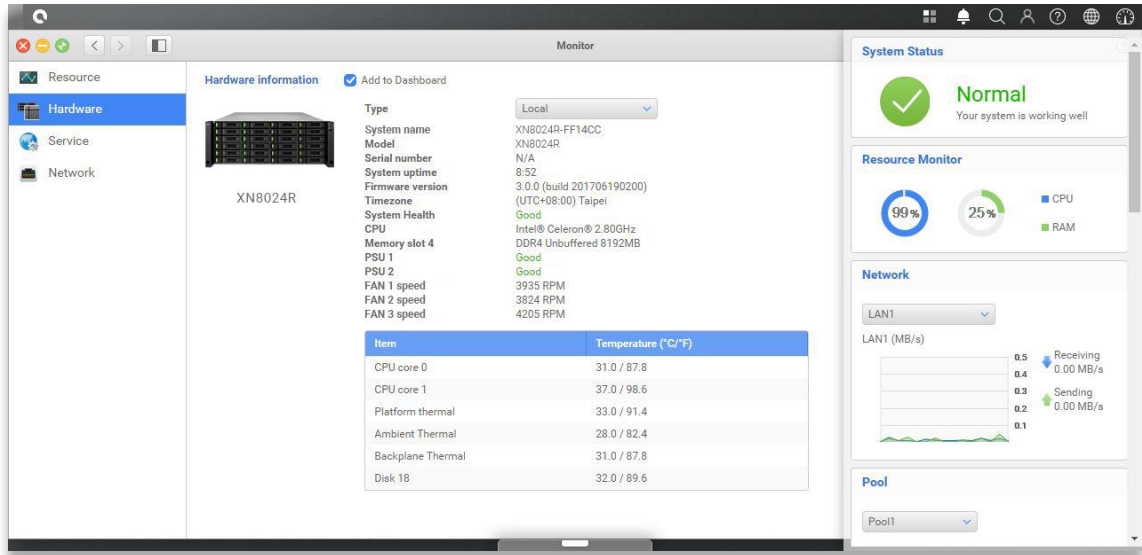 Monitor
Resource
Hardware
Service
Network
Hardware information
Add to Dashboard
XN8024R
Type Local
System name XN8024R-FF14CC
Model XN8024R
Serial number N/A
System uptime 8:52
Firmware version 3.0.0 (build 201706190200)
Timezone (UTC+08:00) Taipei
System Health Good
CPU Intel® Celeron® 2.80GHz
Memory slot 4 DDR4 Unbuffered 8192MB
PSU 1 Good
PSU 2 Good
FAN 1 speed 3935 RPM
FAN 2 speed 3824 RPM
FAN 3 speed 4205 RPM
Item Temperature (°C/°F)
CPU core 0 31.0 / 87.8
CPU core 1 37.0 / 98.6
Platform thermal 33.0 / 91.4
Ambient Thermal 28.0 / 82.4
Backplane Thermal 31.0 / 87.8
Disk 18 32.0 / 89.6
System Status
Normal
Your system is working well
Resource Monitor
99%
25%
CPU
RAM
Network
LAN1
LAN1 (MB/s)
0.5
0.4
0.3
0.2
0.1
Receiving
0.00 MB/s
Sending
0.00 MB/s
Pool
Pool1